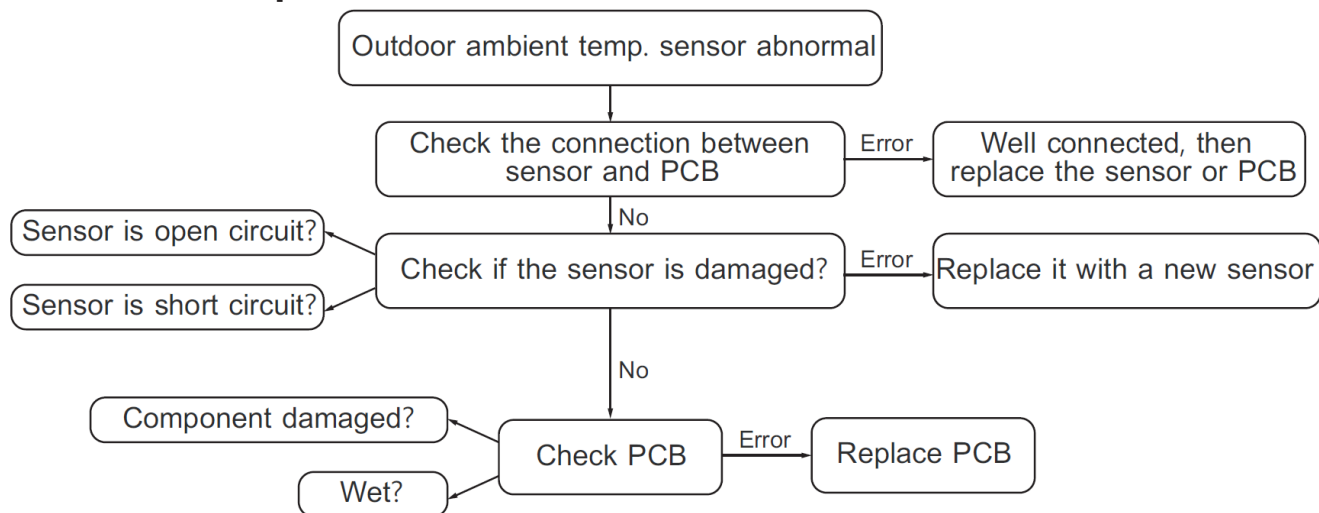 Outdoor ambient temp. sensor abnormal
Check the connection between
sensor and PCB
Error
Well connected, then
replace the sensor or PCB
No
Sensor is open circuit?
Sensor is short circuit?
Check if the sensor is damaged?
Error
Replace it with a new sensor
No
Component damaged?
Wet?
Check PCB
Error
Replace PCB